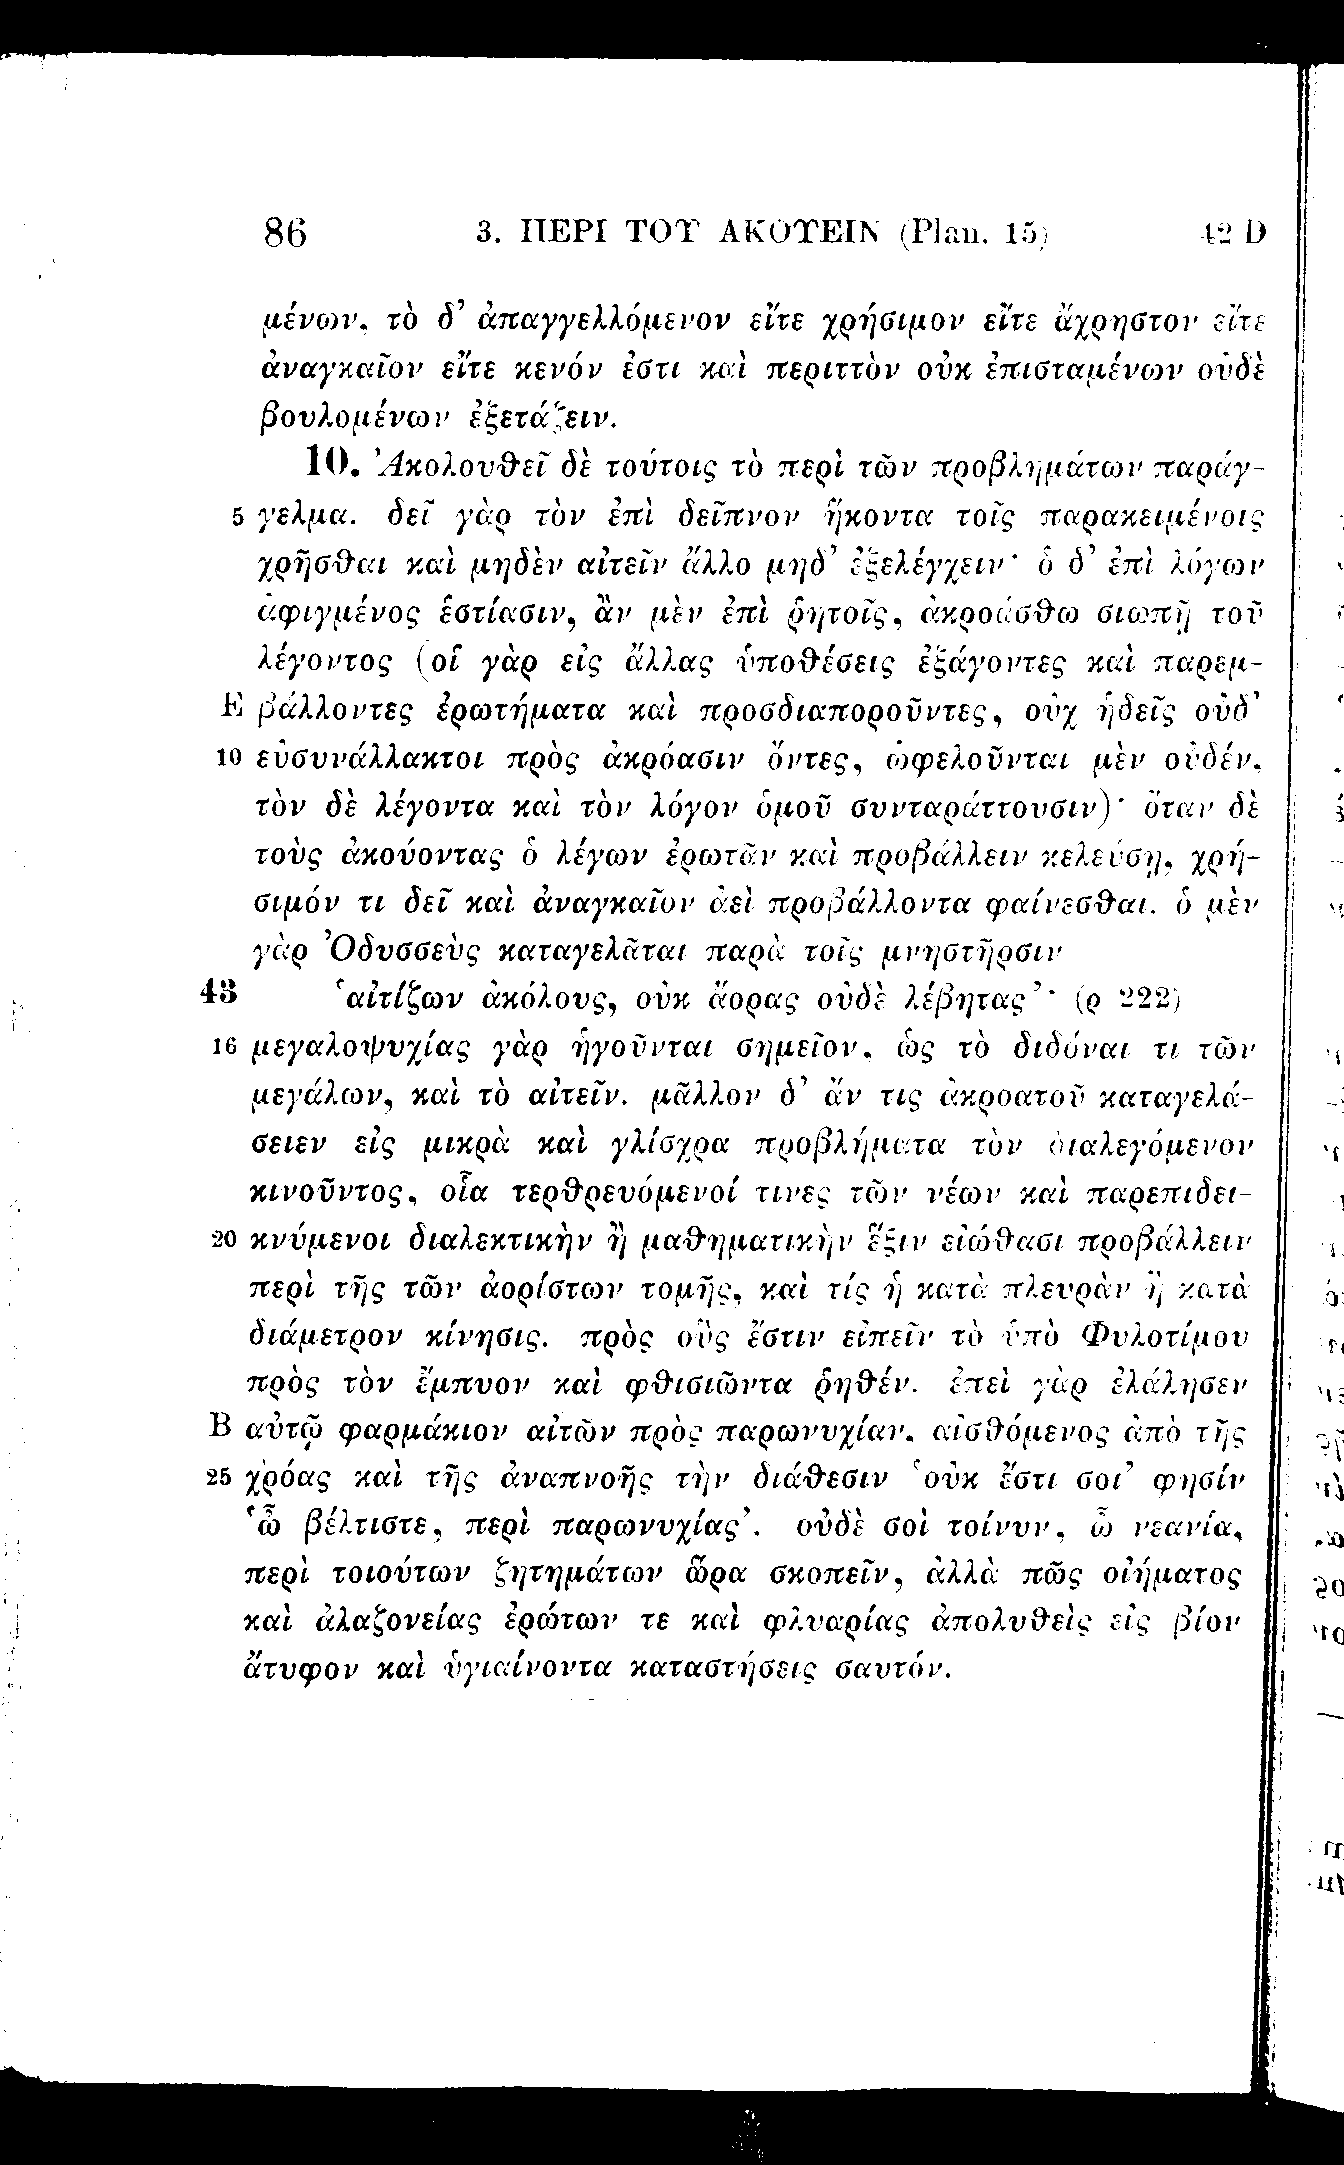 86 3. ΠΕΡΙ ΤΟΥ ΑΚΟΥΕΙΝ (Plan. 15) 42 D
μένων, τὸ δ’ ἀπαγγελλόμενον εἴτε χρήσιμον εἴτε ἄχρηστον εἴτε
ἀναγκαῖον εἴτε κενόν ἐστι καὶ περιττὸν οὐκ ἐπισταμένων οὐδὲ
βουλομένων ἐξετάζειν.
10. Ἀκολουθεῖ δὲ τούτοις τὸ περὶ τῶν προβλημάτων παράγ-
5 γελμα. δεῖ γὰρ τὸν ἐπὶ δεῖπνον ἥκοντα τοῖς παρακειμένοις
χρῆσθαι καὶ μηδὲν αἰτεῖν ἄλλο μηδ’ ἐξελέγχειν· ὁ δ’ ἐπὶ λόγων
ἀφιγμένος ἑστίασιν, ἂν μὲν ἐπὶ ῥητοῖς, ἀκροάσθω σιωπῇ τοῦ
λέγοντος (οἱ γὰρ εἰς ἄλλας ὑποθέσεις ἐξάγοντες καὶ παρεμ-
E βάλλοντες ἐρωτήματα καὶ προσδιαποροῦντες, οὐχ ἡδεῖς οὐδ’
10 εὐσυνάλλακτοι πρὸς ἀκρόασιν ὄντες, ὠφελοῦνται μὲν οὐδέν,
τὸν δὲ λέγοντα καὶ τὸν λόγον ὁμοῦ συνταράττουσιν)· ὅταν δὲ
τοὺς ἀκούοντας ὁ λέγων ἐρωτᾶν καὶ προβάλλειν κελεύσῃ, χρή-
σιμόν τι δεῖ καὶ ἀναγκαῖον ἀεὶ προβάλλοντα φαίνεσθαι. ὁ μὲν
γὰρ Ὀδυσσεὺς καταγελᾶται παρὰ τοῖς μνηστῆρσιν
43 ‘αἰτίζων ἀκόλους, οὐκ ἄορας οὐδὲ λέβητας’· (ρ 222)
16 μεγαλοψυχίας γὰρ ἡγοῦνται σημεῖον, ὡς τὸ διδόναι τι τῶν
μεγάλων, καὶ τὸ αἰτεῖν. μᾶλλον δ’ ἄν τις ἀκροατοῦ καταγελά-
σειεν εἰς μικρὰ καὶ γλίσχρα προβλήματα τὸν διαλεγόμενον
κινοῦντος, οἷα τερθρευόμενοί τινες τῶν νέων καὶ παρεπιδει-
20 κνύμενοι διαλεκτικὴν ἢ μαθηματικὴν ἕξιν εἰώθασι προβάλλειν
περὶ τῆς τῶν ἀορίστων τομῆς, καὶ τίς ἡ κατὰ πλευρὰν ἢ κατὰ
διάμετρον κίνησις. πρὸς οὓς ἔστιν εἰπεῖν τὸ ὑπὸ Φυλοτίμου
πρὸς τὸν ἔμπυον καὶ φθισιῶντα ῥηθέν. ἐπεὶ γὰρ ἐλάλησεν
B αὐτῷ φαρμάκιον αἰτῶν πρὸς παρωνυχίαν, αἰσθόμενος ἀπὸ τῆς
25 χρόας καὶ τῆς ἀναπνοῆς τὴν διάθεσιν ‘οὐκ ἔστι σοι’ φησίν
‘ὦ βέλτιστε, περὶ παρωνυχίας’. οὐδὲ σοὶ τοίνυν, ὦ νεανία,
περὶ τοιούτων ζητημάτων ὥρα σκοπεῖν, ἀλλὰ πῶς οἰήματος
καὶ ἀλαζονείας ἐρώτων τε καὶ φλυαρίας ἀπολυθεὶς εἰς βίον
ἄτυφον καὶ ὑγιαίνοντα καταστήσεις σαυτόν.